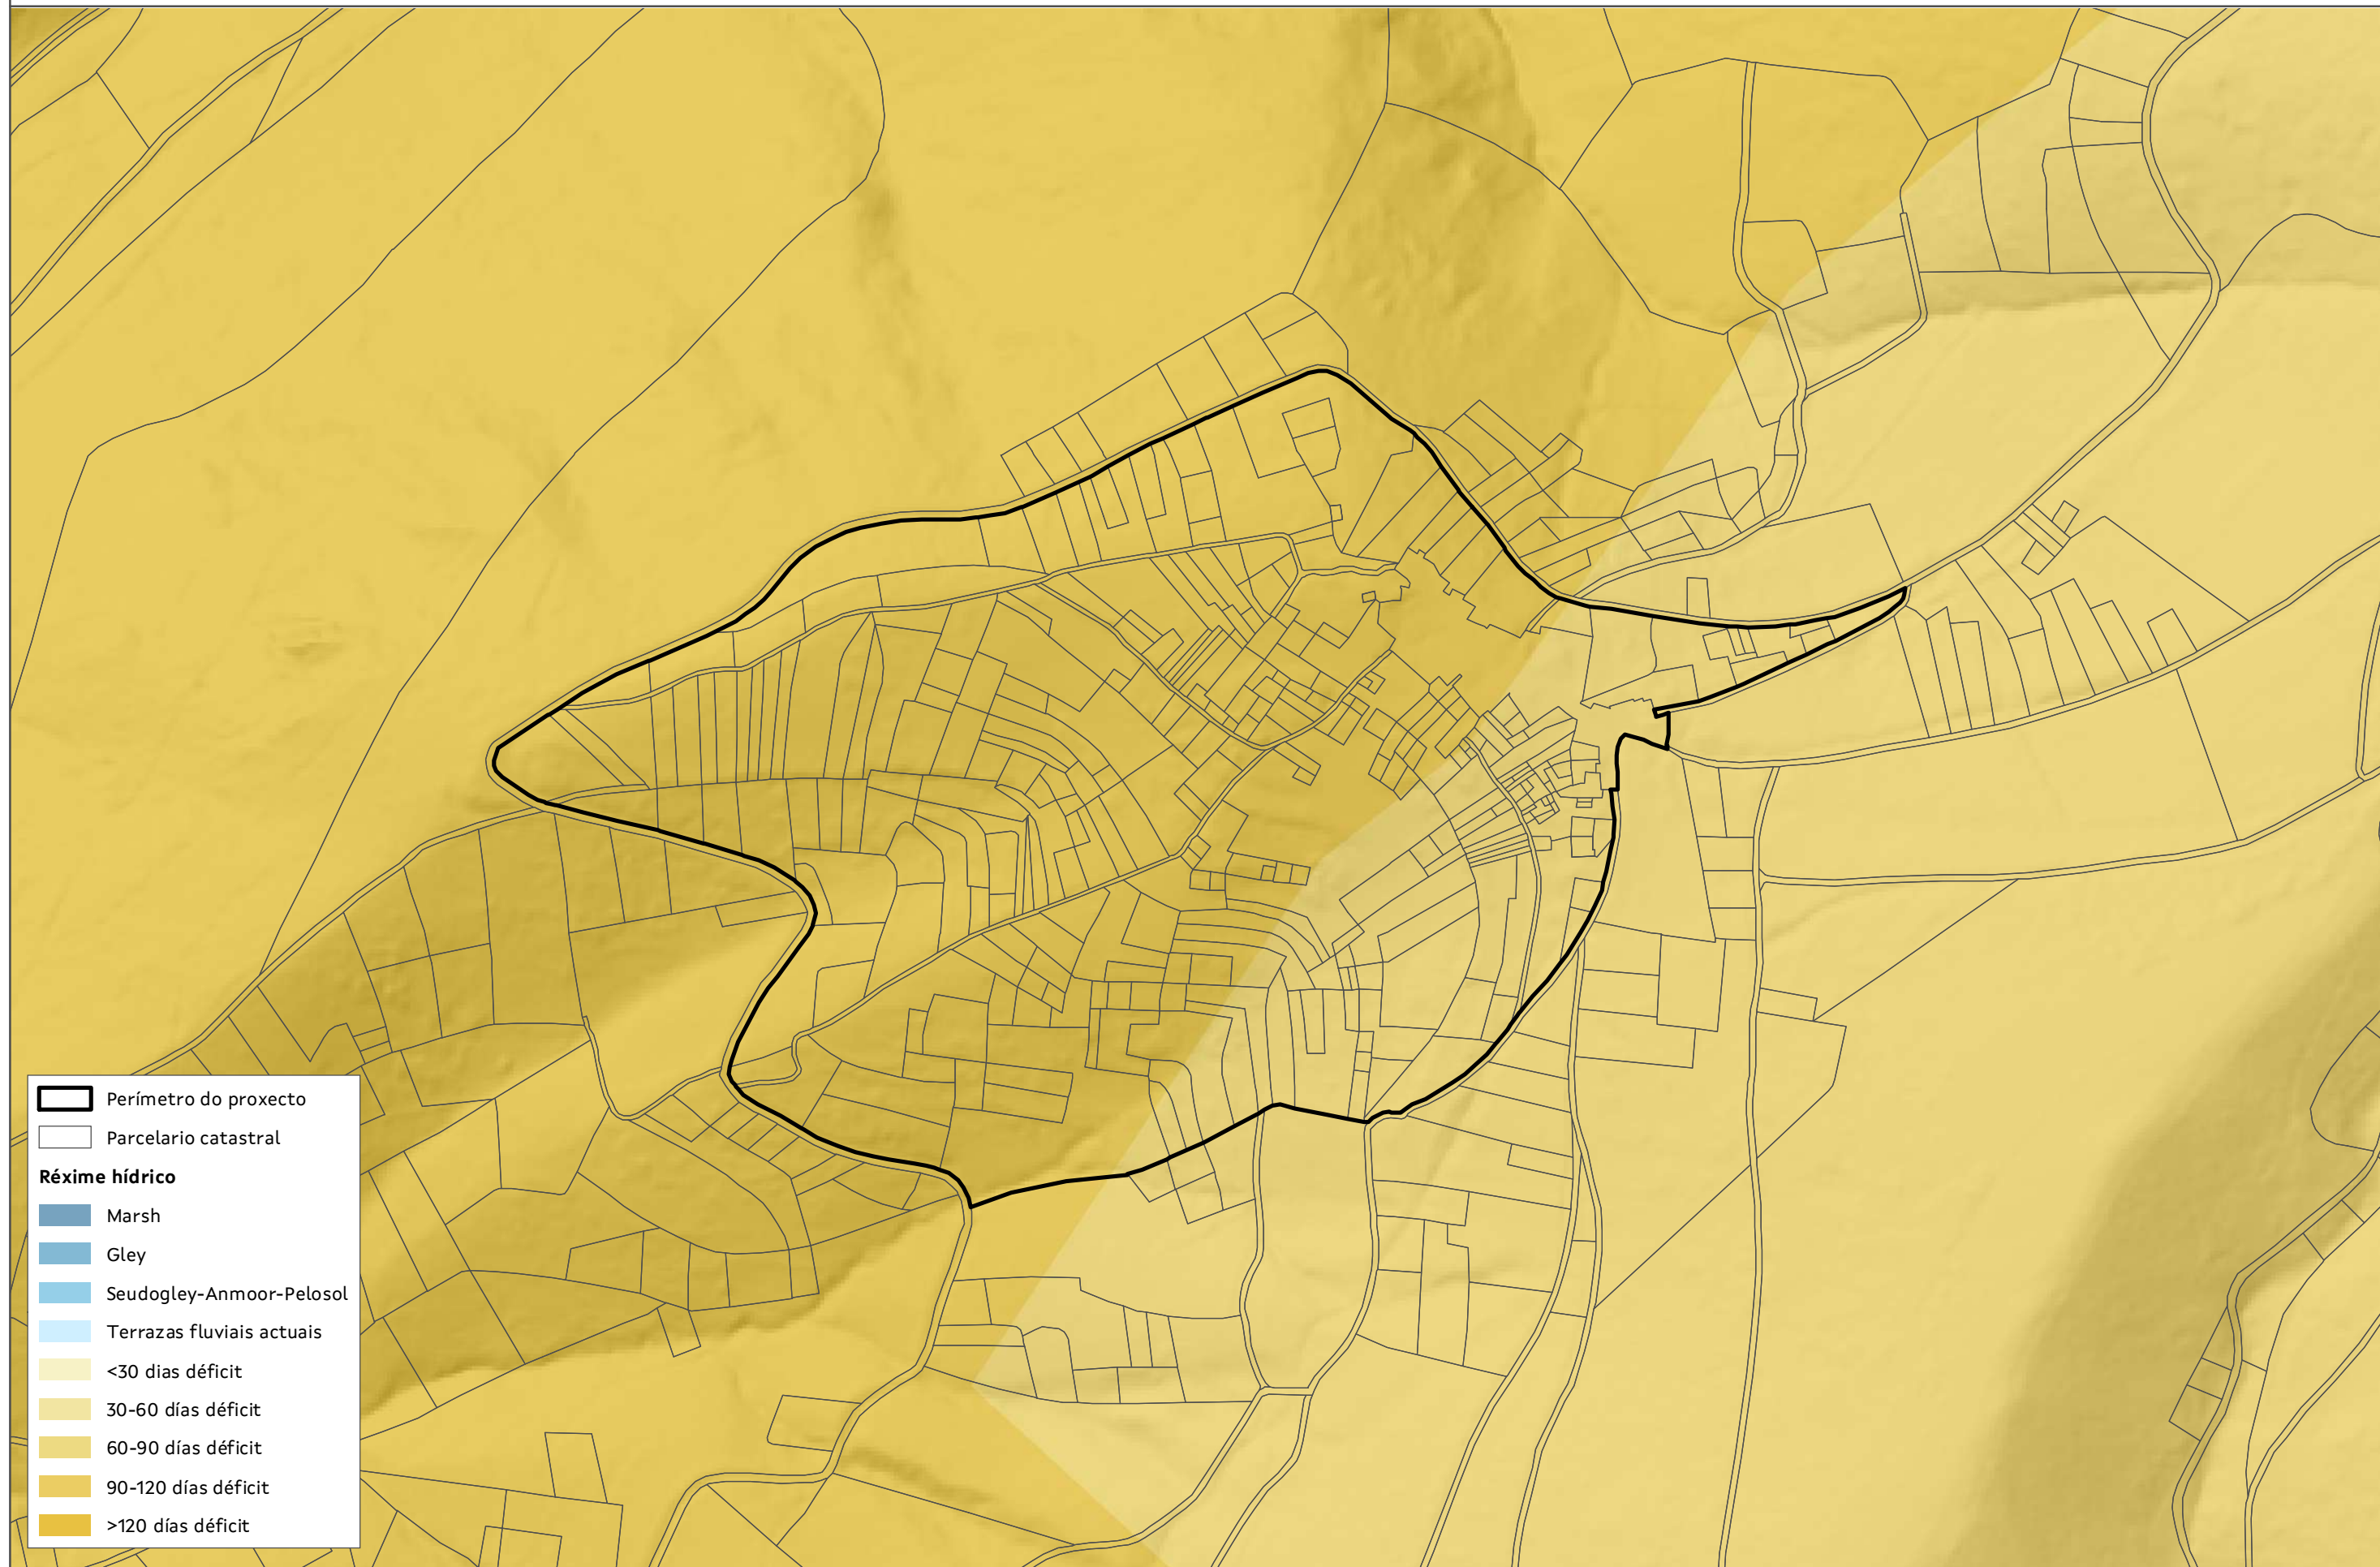 Perímetro do proxecto
Parcelario catastral
Réxime hídrico
Marsh
Gley
Seudogley-Anmoor-Pelosol
Terrazas fluviais actuais
<30 dias déficit
30-60 días déficit
60-90 días déficit
90-120 días déficit
>120 días déficit